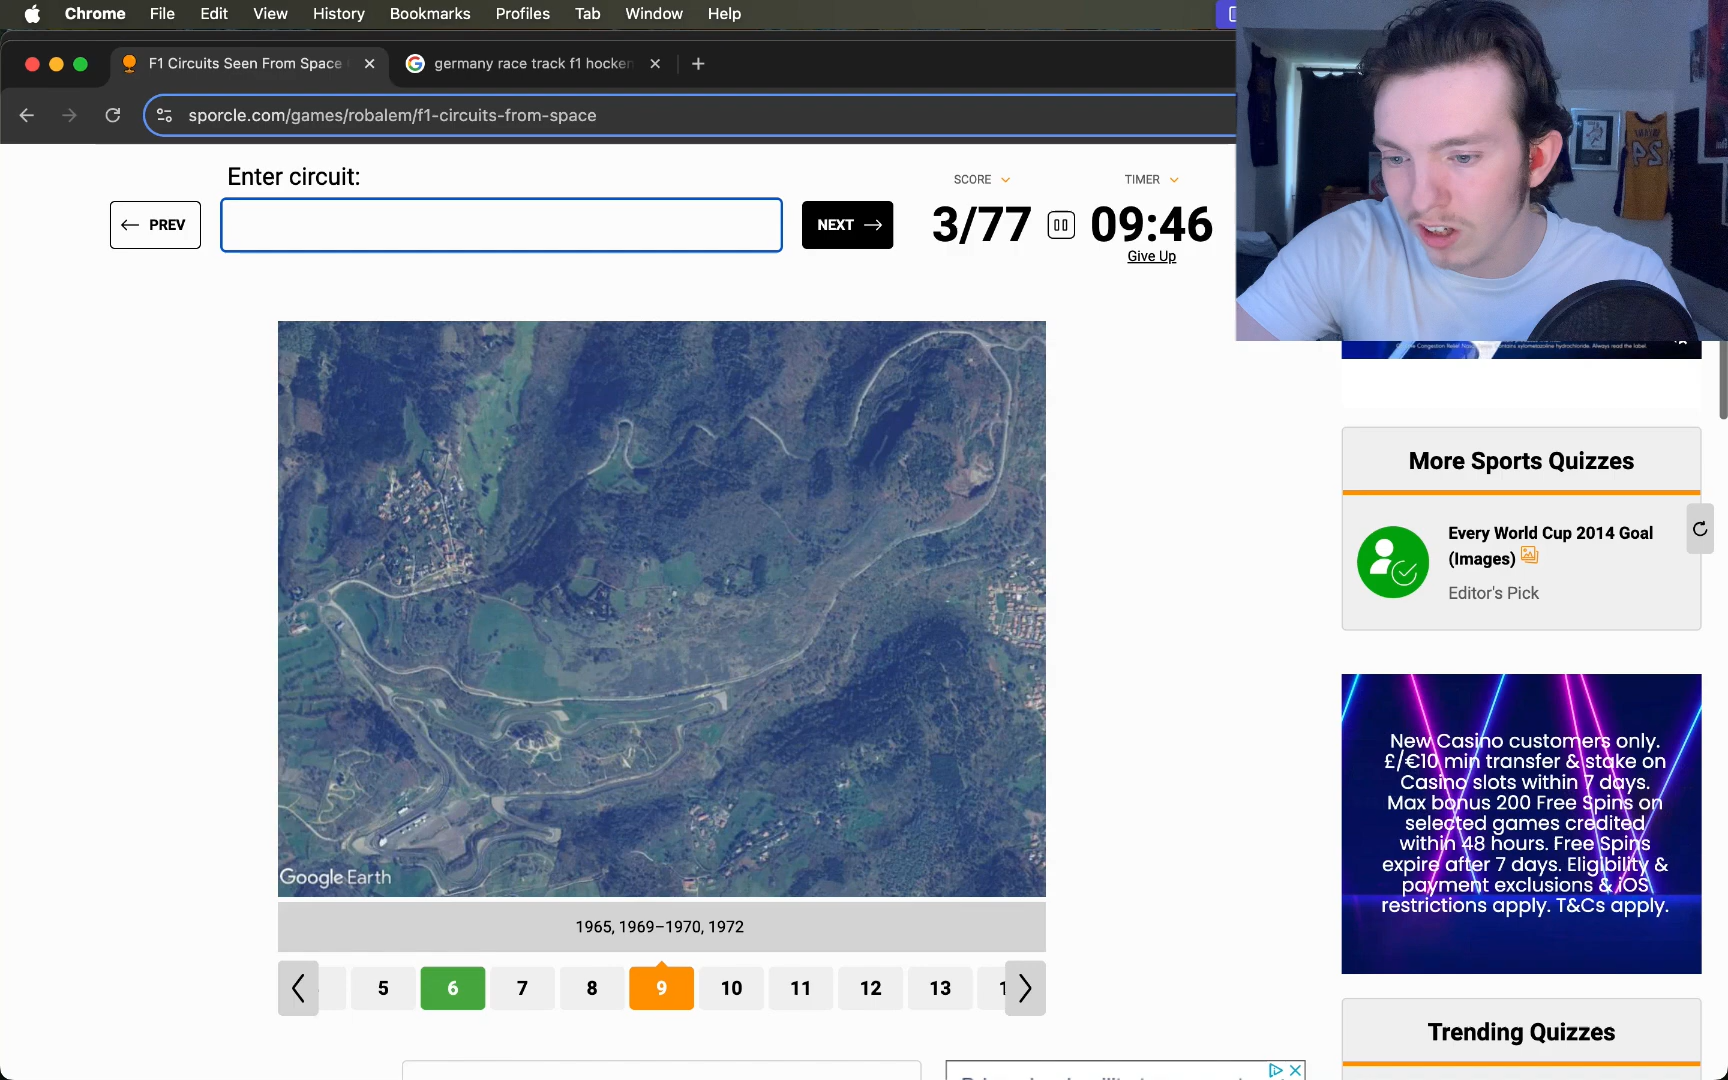 Chrome File Edit View History Bookmarks Profiles Tab Window Help
F1 Circuits Seen From Space
germany race track f1 hocken
sporcle.com/games/robalem/f1-circuits-from-space
Enter circuit:
← PREV
NEXT →
SCORE
3/77
TIMER
09:46
Give Up
Google Earth
1965, 1969–1970, 1972
5 6 7 8 9 10 11 12 13
More Sports Quizzes
Every World Cup 2014 Goal
(Images)
Editor's Pick
New Casino customers only.
£/€10 min transfer & stake on
Casino slots within 7 days.
Max bonus 200 Free Spins on
selected games credited
within 48 hours. Free Spins
expire after 7 days. Eligibility &
payment exclusions & iOS
restrictions apply. T&Cs apply.
Trending Quizzes